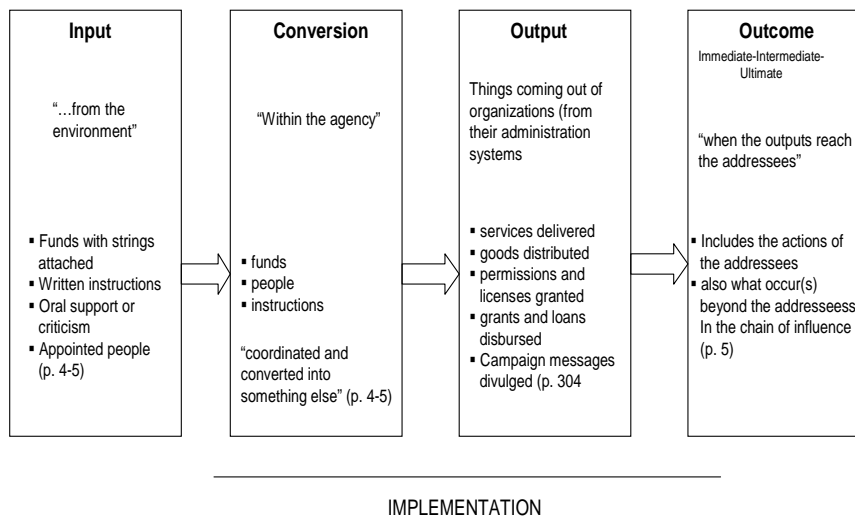 Input
"...from the
environment"
▪ Funds with strings
attached
▪ Written instructions
▪ Oral support or
criticism
▪ Appointed people
(p. 4-5)
Conversion
"Within the agency"
▪ funds
▪ people
▪ instructions
"coordinated and
converted into
something else" (p. 4-5)
Output
Things coming out of
organizations (from
their administration
systems
▪ services delivered
▪ goods distributed
▪ permissions and
licenses granted
▪ grants and loans
disbursed
▪ Campaign messages
divulged (p. 304
Outcome
Immediate-Intermediate-
Ultimate
"when the outputs reach
the addressees"
▪ Includes the actions of
the addressees
▪ also what occur(s)
beyond the addresseess
In the chain of influence
(p. 5)
IMPLEMENTATION